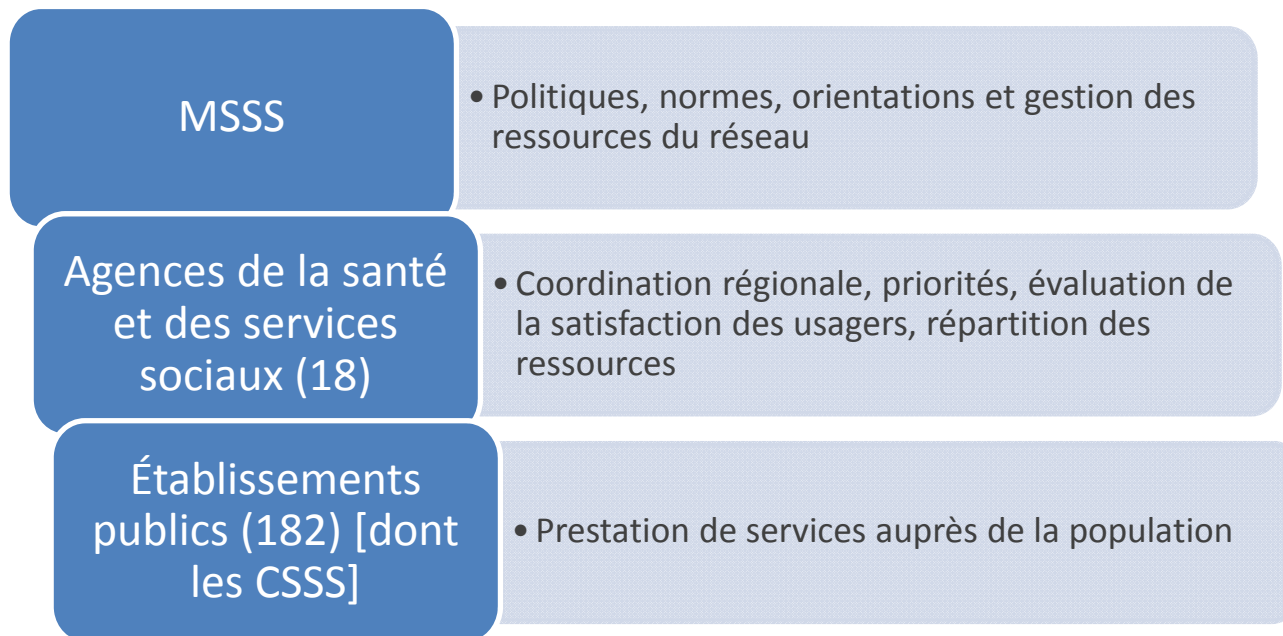 MSSS
• Politiques, normes, orientations et gestion des
ressources du réseau
Agences de la santé
et des services
sociaux (18)
• Coordination régionale, priorités, évaluation de
la satisfaction des usagers, répartition des
ressources
Établissements
publics (182) [dont
les CSSS]
• Prestation de services auprès de la population